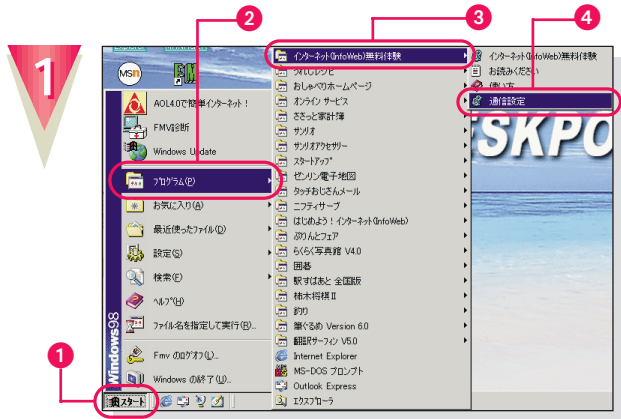 2
3
4
1
msn
FM
AOL4.0で簡単インターネット！
FMV診断
Windows Update
プログラム(P)
お気に入り(A)
最近使ったファイル(D)
設定(S)
検索(F)
ヘルプ(H)
ファイル名を指定して実行(R)...
Fmv のログオフ(L)...
Windows の終了(U)...
Windows98
1
スタート
インターネット(InfoWeb)無料体験
うれしレシピ
おしゃべりホームページ
オンライン サービス
ささっと家計簿
サンリオ
サンリオアクセサリー
スタートアップ
ゼンリン電子地図
タッチおじさんメール
ニフティサーブ
はじめよう！インターネット(InfoWeb)
ぷりんとフェア
らくらく写真館 V4.0
囲碁
駅すぱあと 全国版
柿木将棋Ⅱ
釣り
筆ぐるめ Version 6.0
翻訳サーフィン V5.0
Internet Explorer
MS-DOS プロンプト
Outlook Express
エクスプローラ
インターネット(InfoWeb)無料体験
お読みください
使い方
通信設定
SKPO